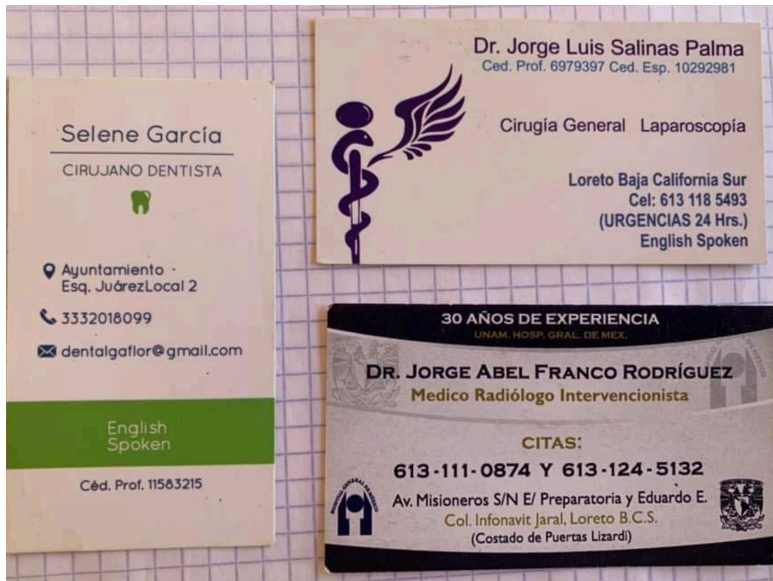 Selene García
CIRUJANO DENTISTA
Ayuntamiento -
Esq. JuárezLocal 2
3332018099
dentalgaflor@gmail.com
English
Spoken
Céd. Prof. 11583215
Dr. Jorge Luis Salinas Palma
Ced. Prof. 6979397 Ced. Esp. 10292981
Cirugía General Laparoscopía
Loreto Baja California Sur
Cel: 613 118 5493
(URGENCIAS 24 Hrs.)
English Spoken
30 AÑOS DE EXPERIENCIA
UNAM. HOSP. GRAL. DE MEX.
DR. JORGE ABEL FRANCO RODRÍGUEZ
Medico Radiólogo Intervencionista
CITAS:
613-111-0874 Y 613-124-5132
Av. Misioneros S/N E/ Preparatoria y Eduardo E.
Col. Infonavit Jaral, Loreto B.C.S.
(Costado de Puertas Lizardi)
HOSPITAL GENERAL DE MEXICO